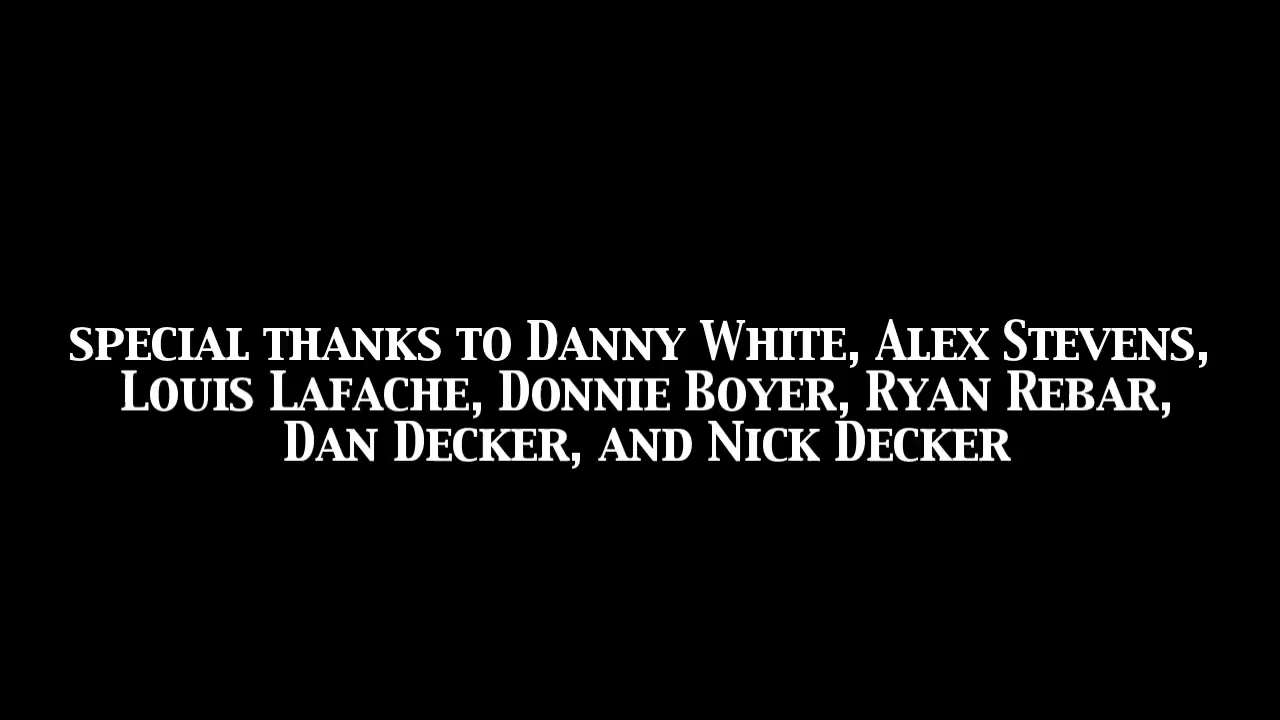 special thanks to Danny White, Alex Stevens,
Louis Lafache, Donnie Boyer, Ryan Rebar,
Dan Decker, and Nick Decker